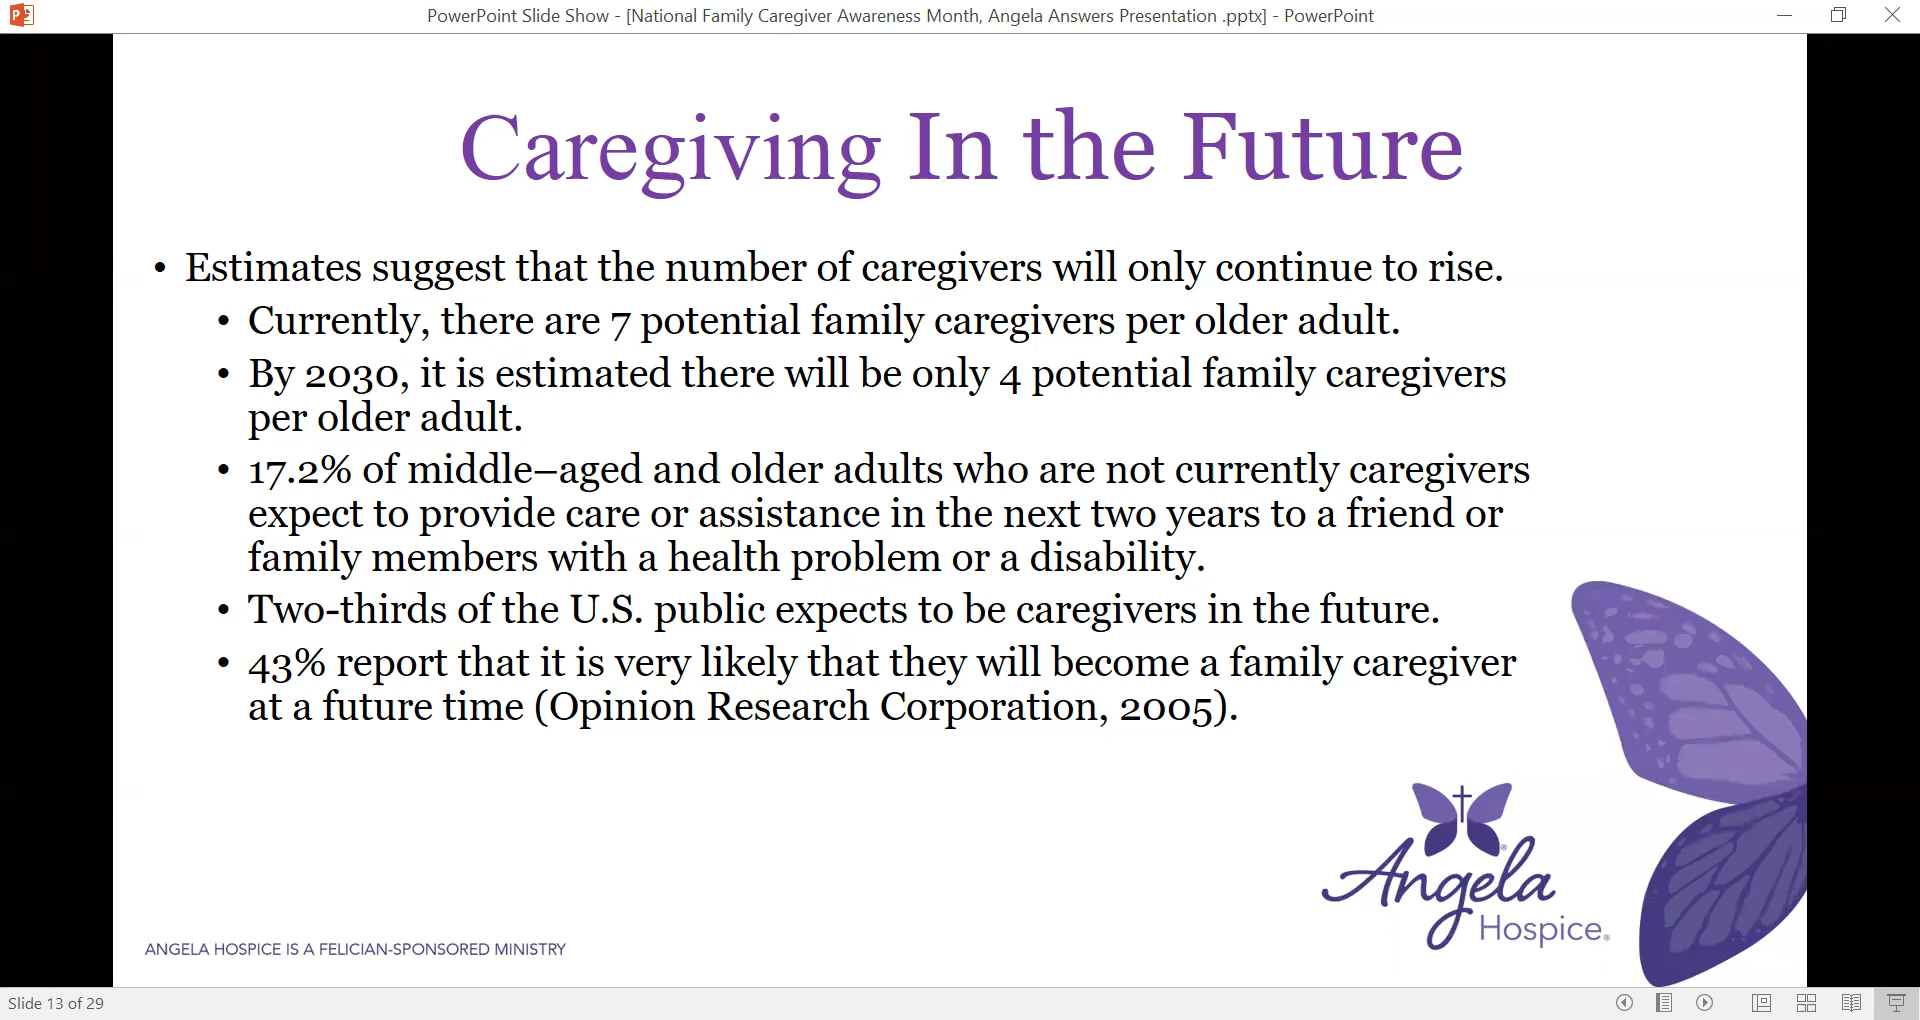 PowerPoint Slide Show - [National Family Caregiver Awareness Month, Angela Answers Presentation .pptx] - PowerPoint
Caregiving In the Future
• Estimates suggest that the number of caregivers will only continue to rise.
• Currently, there are 7 potential family caregivers per older adult.
• By 2030, it is estimated there will be only 4 potential family caregivers
per older adult.
• 17.2% of middle–aged and older adults who are not currently caregivers
expect to provide care or assistance in the next two years to a friend or
family members with a health problem or a disability.
• Two-thirds of the U.S. public expects to be caregivers in the future.
• 43% report that it is very likely that they will become a family caregiver
at a future time (Opinion Research Corporation, 2005).
Angela
Hospice®
ANGELA HOSPICE IS A FELICIAN-SPONSORED MINISTRY
Slide 13 of 29